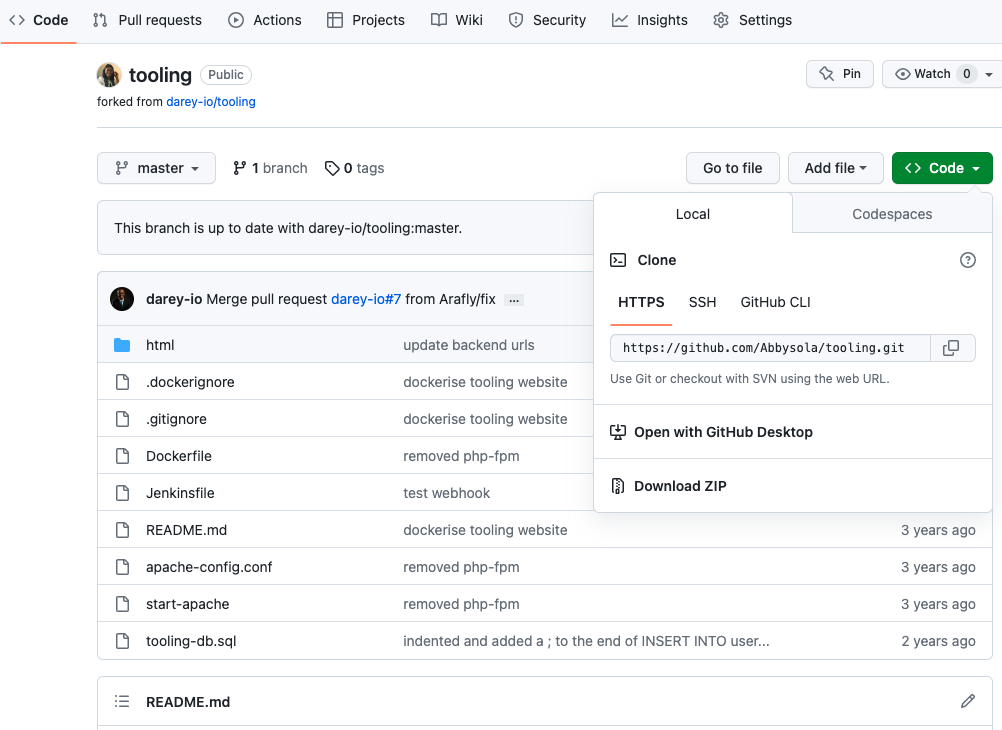 Code Pull requests Actions Projects Wiki Security Insights Settings
tooling Public
Pin Watch 0
forked from darey-io/tooling
master 1 branch 0 tags Go to file Add file Code
This branch is up to date with darey-io/tooling:master.
Local Codespaces
Clone
HTTPS SSH GitHub CLI
https://github.com/Abbysola/tooling.git
Use Git or checkout with SVN using the web URL.
Open with GitHub Desktop
Download ZIP
darey-io Merge pull request darey-io#7 from Arafly/fix ...
html update backend urls
.dockerignore dockerise tooling website
.gitignore dockerise tooling website
Dockerfile removed php-fpm
Jenkinsfile test webhook
README.md dockerise tooling website 3 years ago
apache-config.conf removed php-fpm 3 years ago
start-apache removed php-fpm 3 years ago
tooling-db.sql indented and added a ; to the end of INSERT INTO user... 2 years ago
README.md